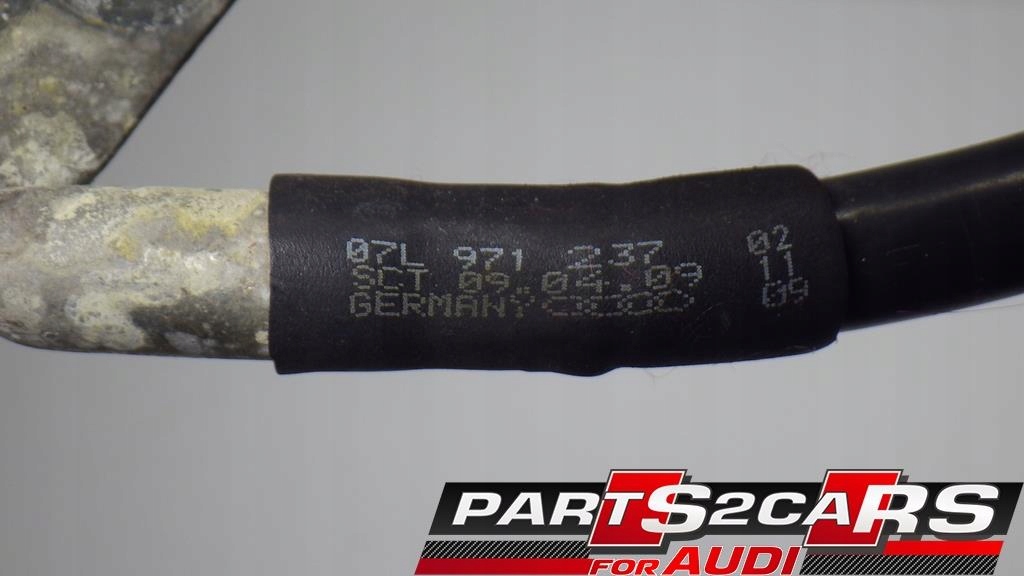 07L 971 237
SCT 09.04.09
GERMANY
02
11
09
PARTS2CARS
FOR AUDI